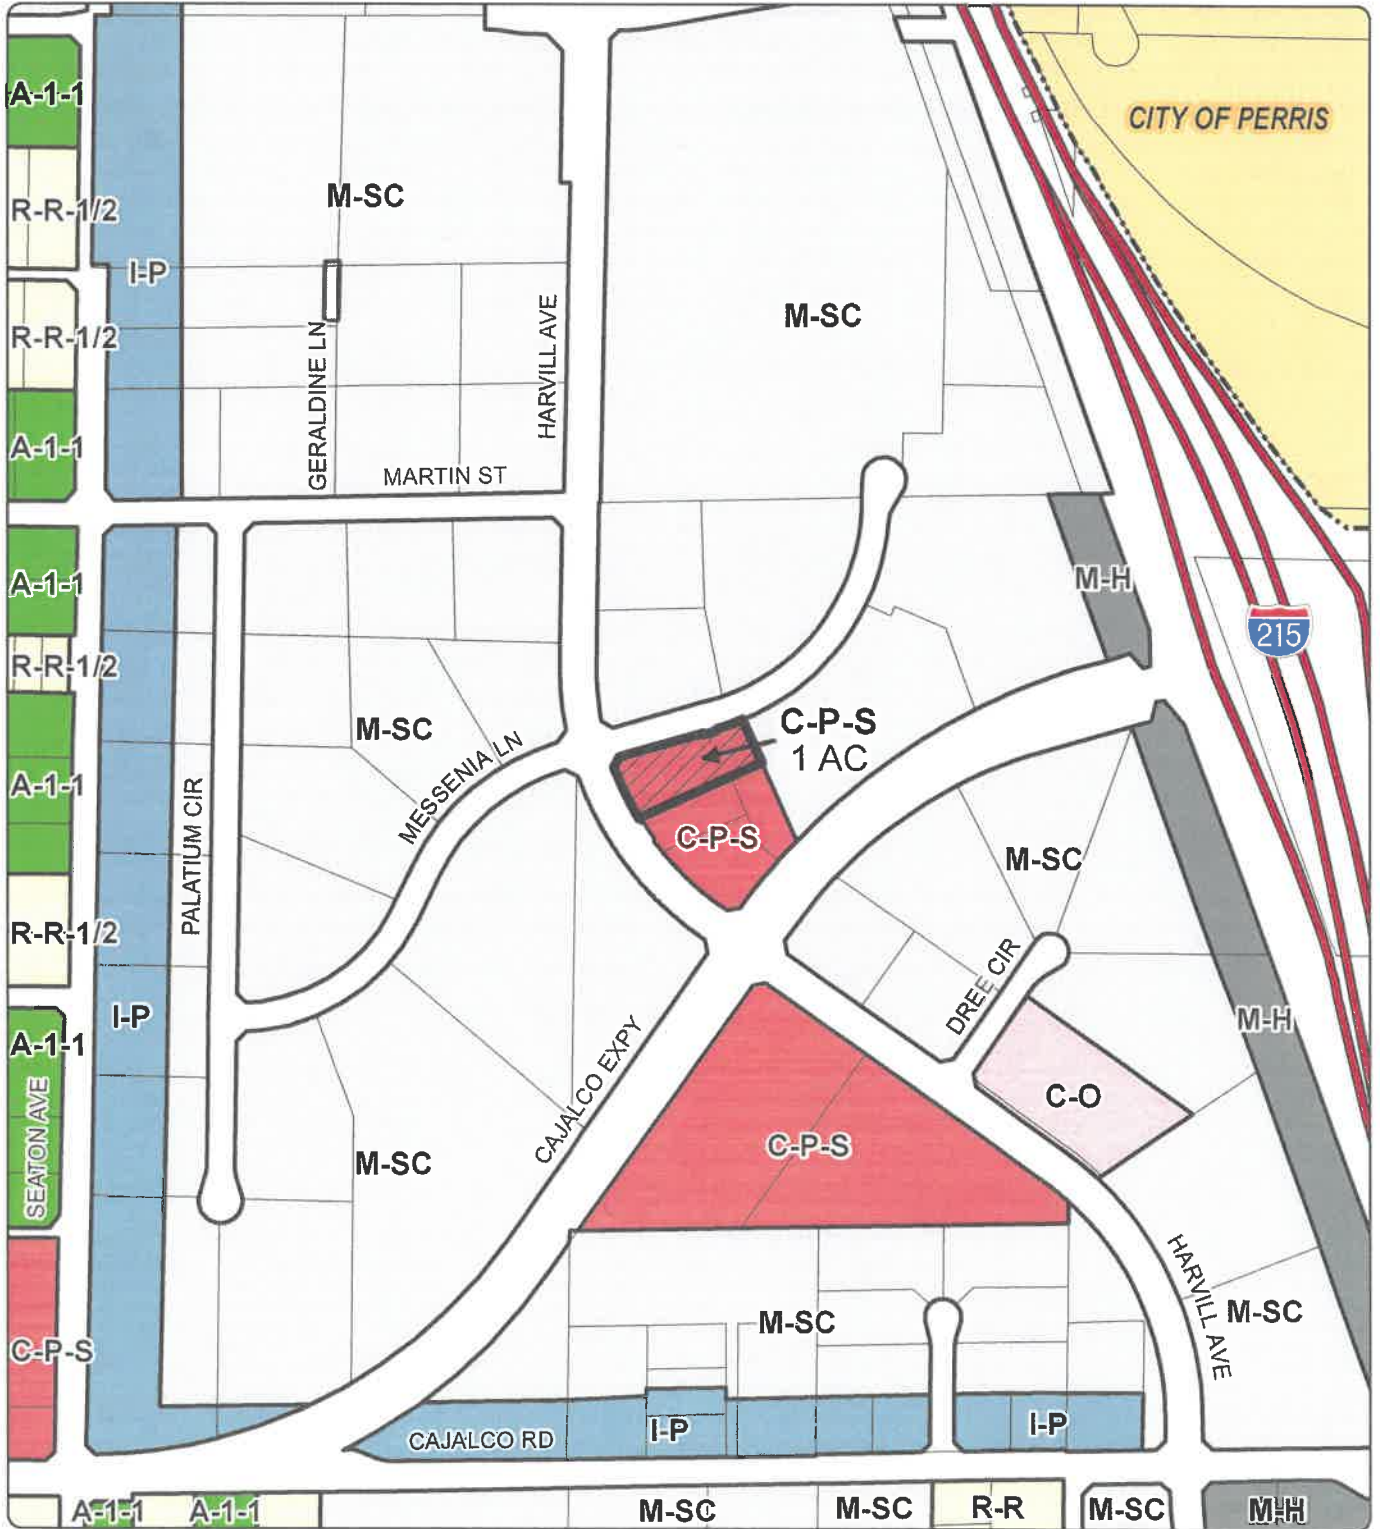 A-1-1
CITY OF PERRIS
M-SC
R-R-1/2
I-P
M-SC
R-R-1/2
GERALDINE LN
HARVILL AVE
A-1-1
MARTIN ST
A-1-1
M-H
215
R-R-1/2
M-SC
C-P-S
1 AC
A-1-1
PALATIUM CIR
MESSENIA LN
C-P-S
M-SC
R-R-1/2
DREE CIR
I-P
M-H
A-1-1
SEATON AVE
CAJALCO EXPY
C-O
C-P-S
M-SC
HARVILL AVE
M-SC
M-SC
C-P-S
CAJALCO RD
I-P
I-P
A-1-1
A-1-1
M-SC
M-SC
R-R
M-SC
M-H